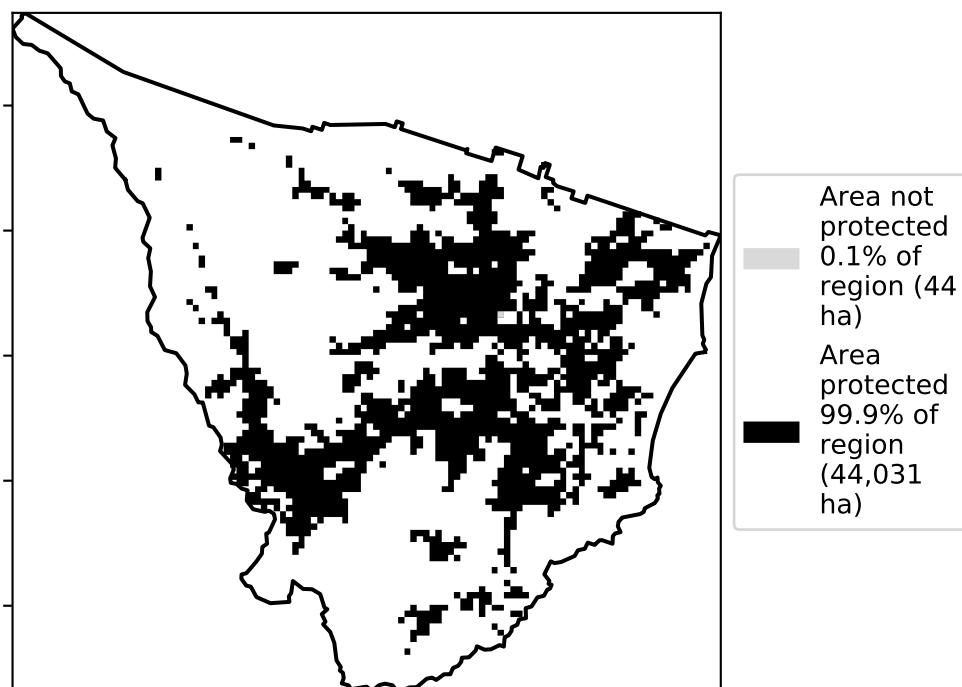 Area not
protected
0.1% of
region (44
ha)
Area
protected
99.9% of
region
(44,031
ha)